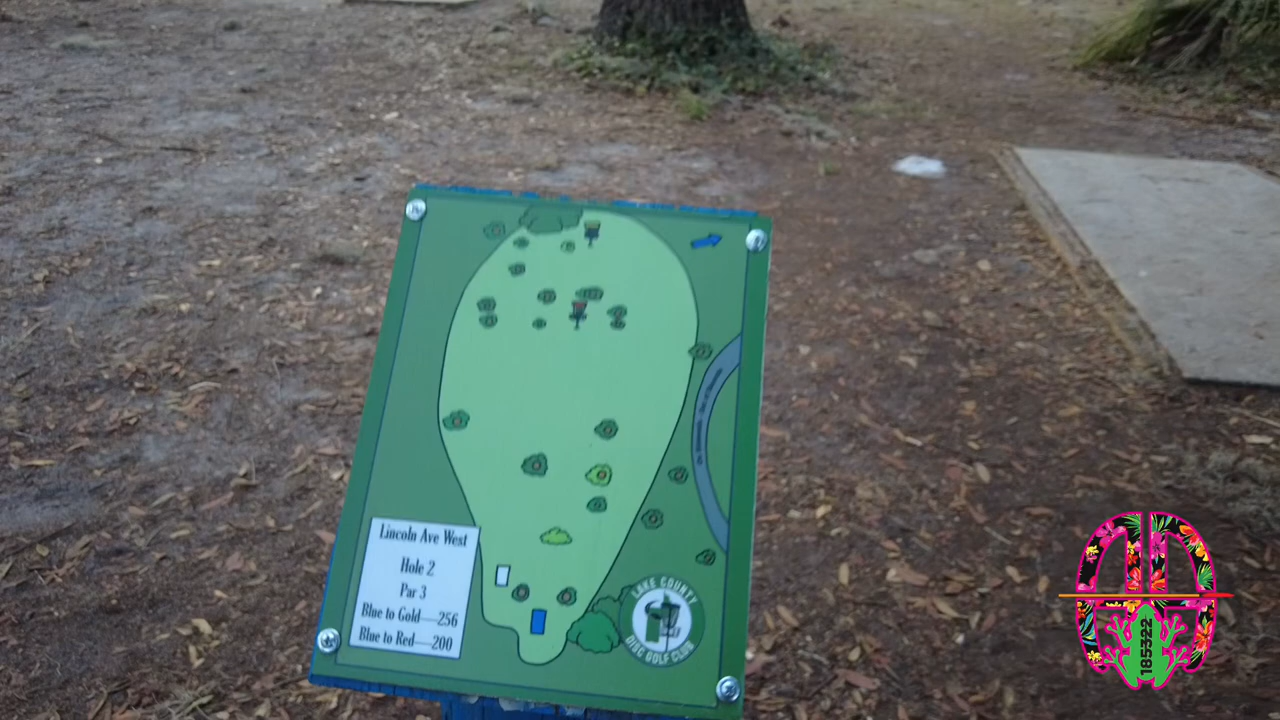 Lincoln Ave West
Hole 2
Par 3
Blue to Gold—256
Blue to Red—200
LAKE COUNTY
DISC GOLF CLUB
185322